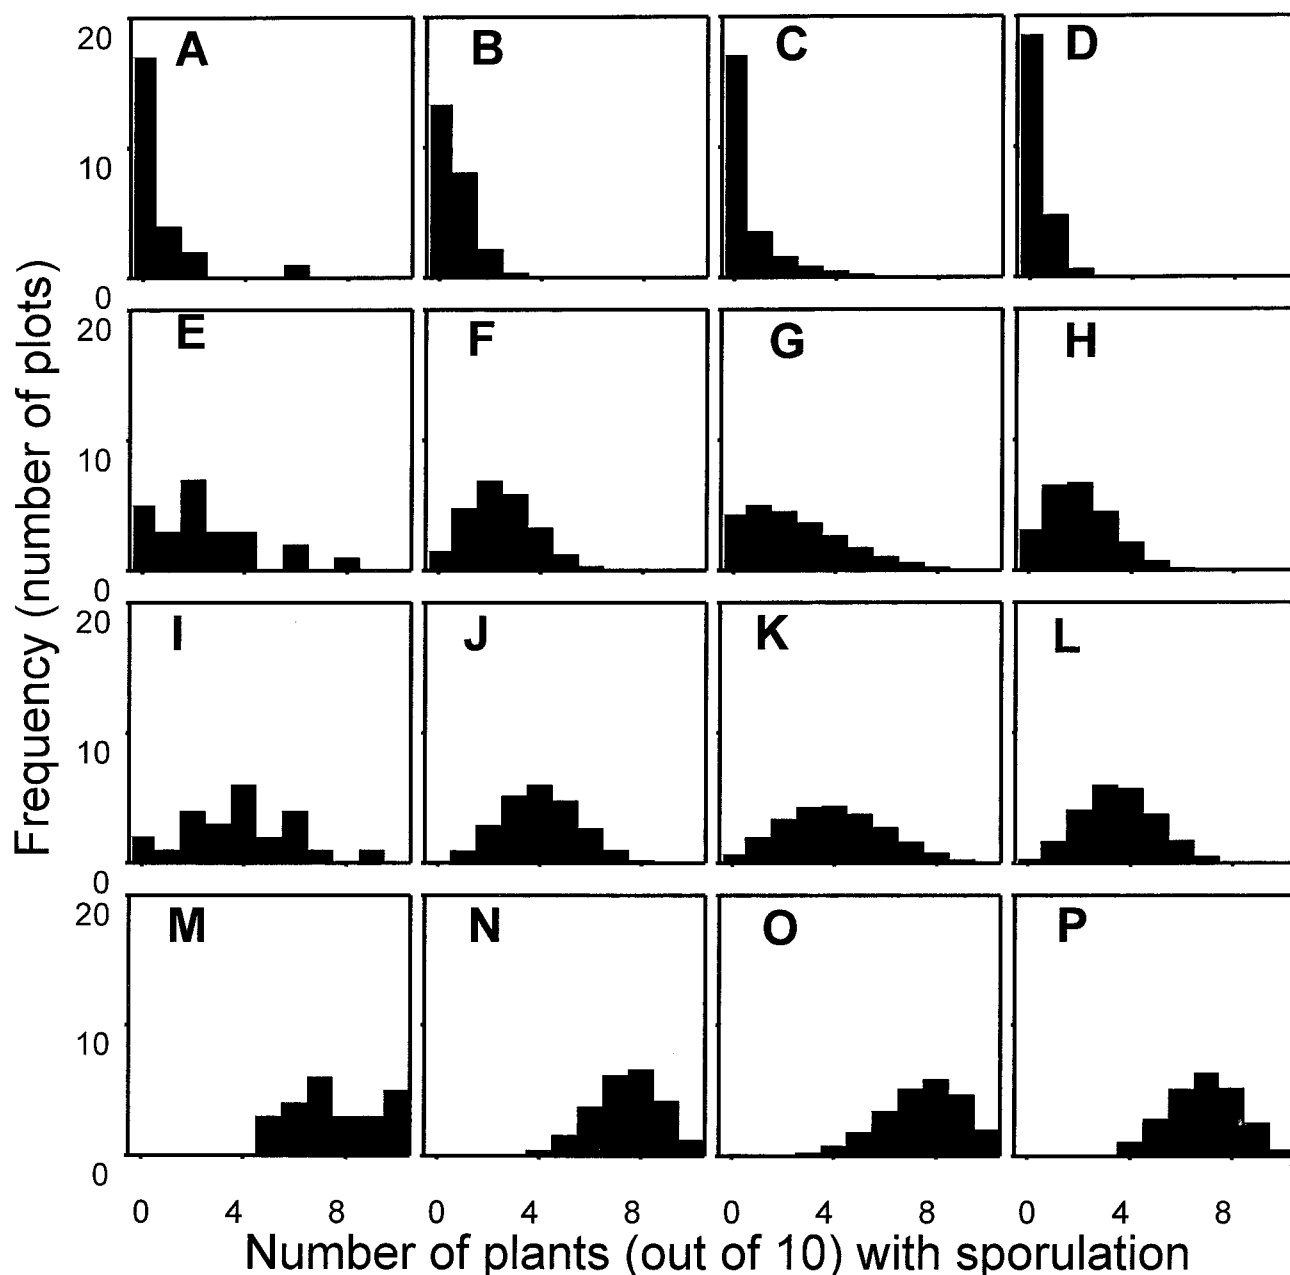 20
A
B
C
D
10
0
20
E
F
G
H
10
0
20
I
J
K
L
10
0
20
M
N
O
P
10
0
0 4 8 0 4 8 0 4 8 0 4 8
Number of plants (out of 10) with sporulation
Frequency (number of plots)